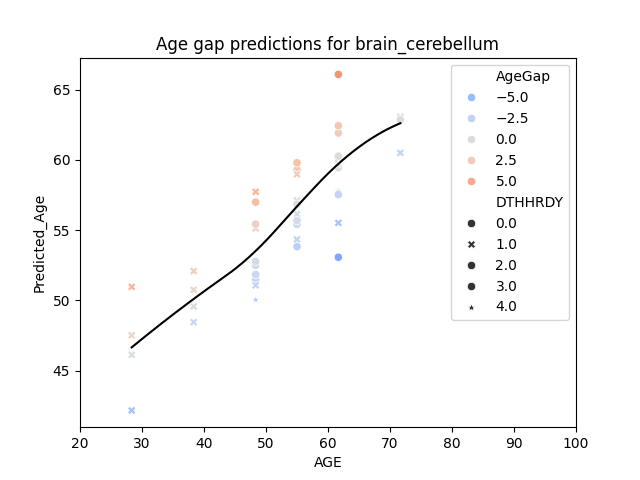 Age gap predictions for brain_cerebellum
Predicted_Age
65
60
55
50
45
20 30 40 50 60 70 80 90 100
AGE
AgeGap
−5.0
−2.5
0.0
2.5
5.0
DTHHRDY
0.0
1.0
2.0
3.0
4.0